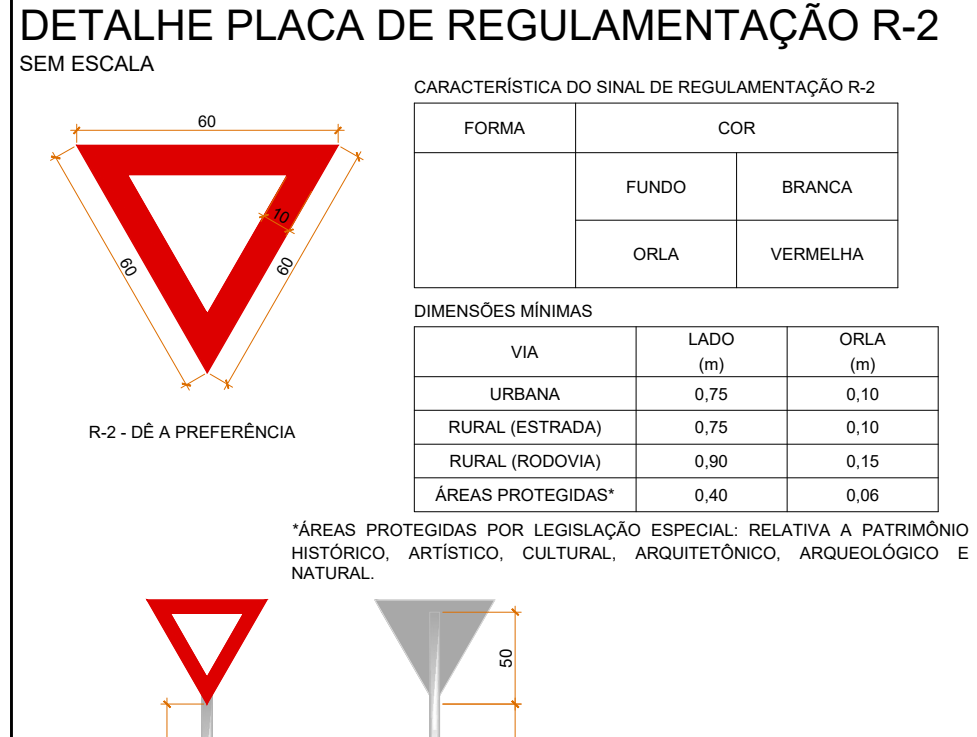 DETALHE PLACA DE REGULAMENTAÇÃO R-2
SEM ESCALA
60
60
60
10
R-2 - DÊ A PREFERÊNCIA
CARACTERÍSTICA DO SINAL DE REGULAMENTAÇÃO R-2
FORMA COR
FUNDO BRANCA
ORLA VERMELHA
DIMENSÕES MÍNIMAS
VIA LADO (m) ORLA (m)
URBANA 0,75 0,10
RURAL (ESTRADA) 0,75 0,10
RURAL (RODOVIA) 0,90 0,15
ÁREAS PROTEGIDAS* 0,40 0,06
*ÁREAS PROTEGIDAS POR LEGISLAÇÃO ESPECIAL: RELATIVA A PATRIMÔNIO
HISTÓRICO, ARTÍSTICO, CULTURAL, ARQUITETÔNICO, ARQUEOLÓGICO E
NATURAL.
50